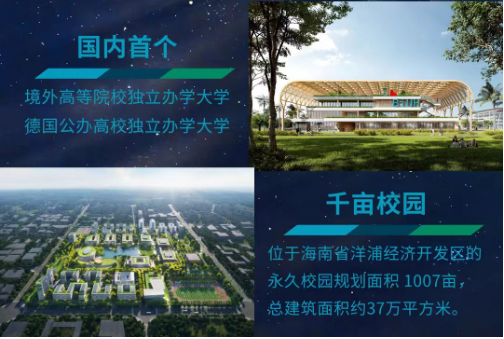 国内首个
境外高等院校独立办学大学
德国公办高校独立办学大学
千亩校园
位于海南省洋浦经济开发区的
永久校园规划面积 1007亩，
总建筑面积约37万平方米。